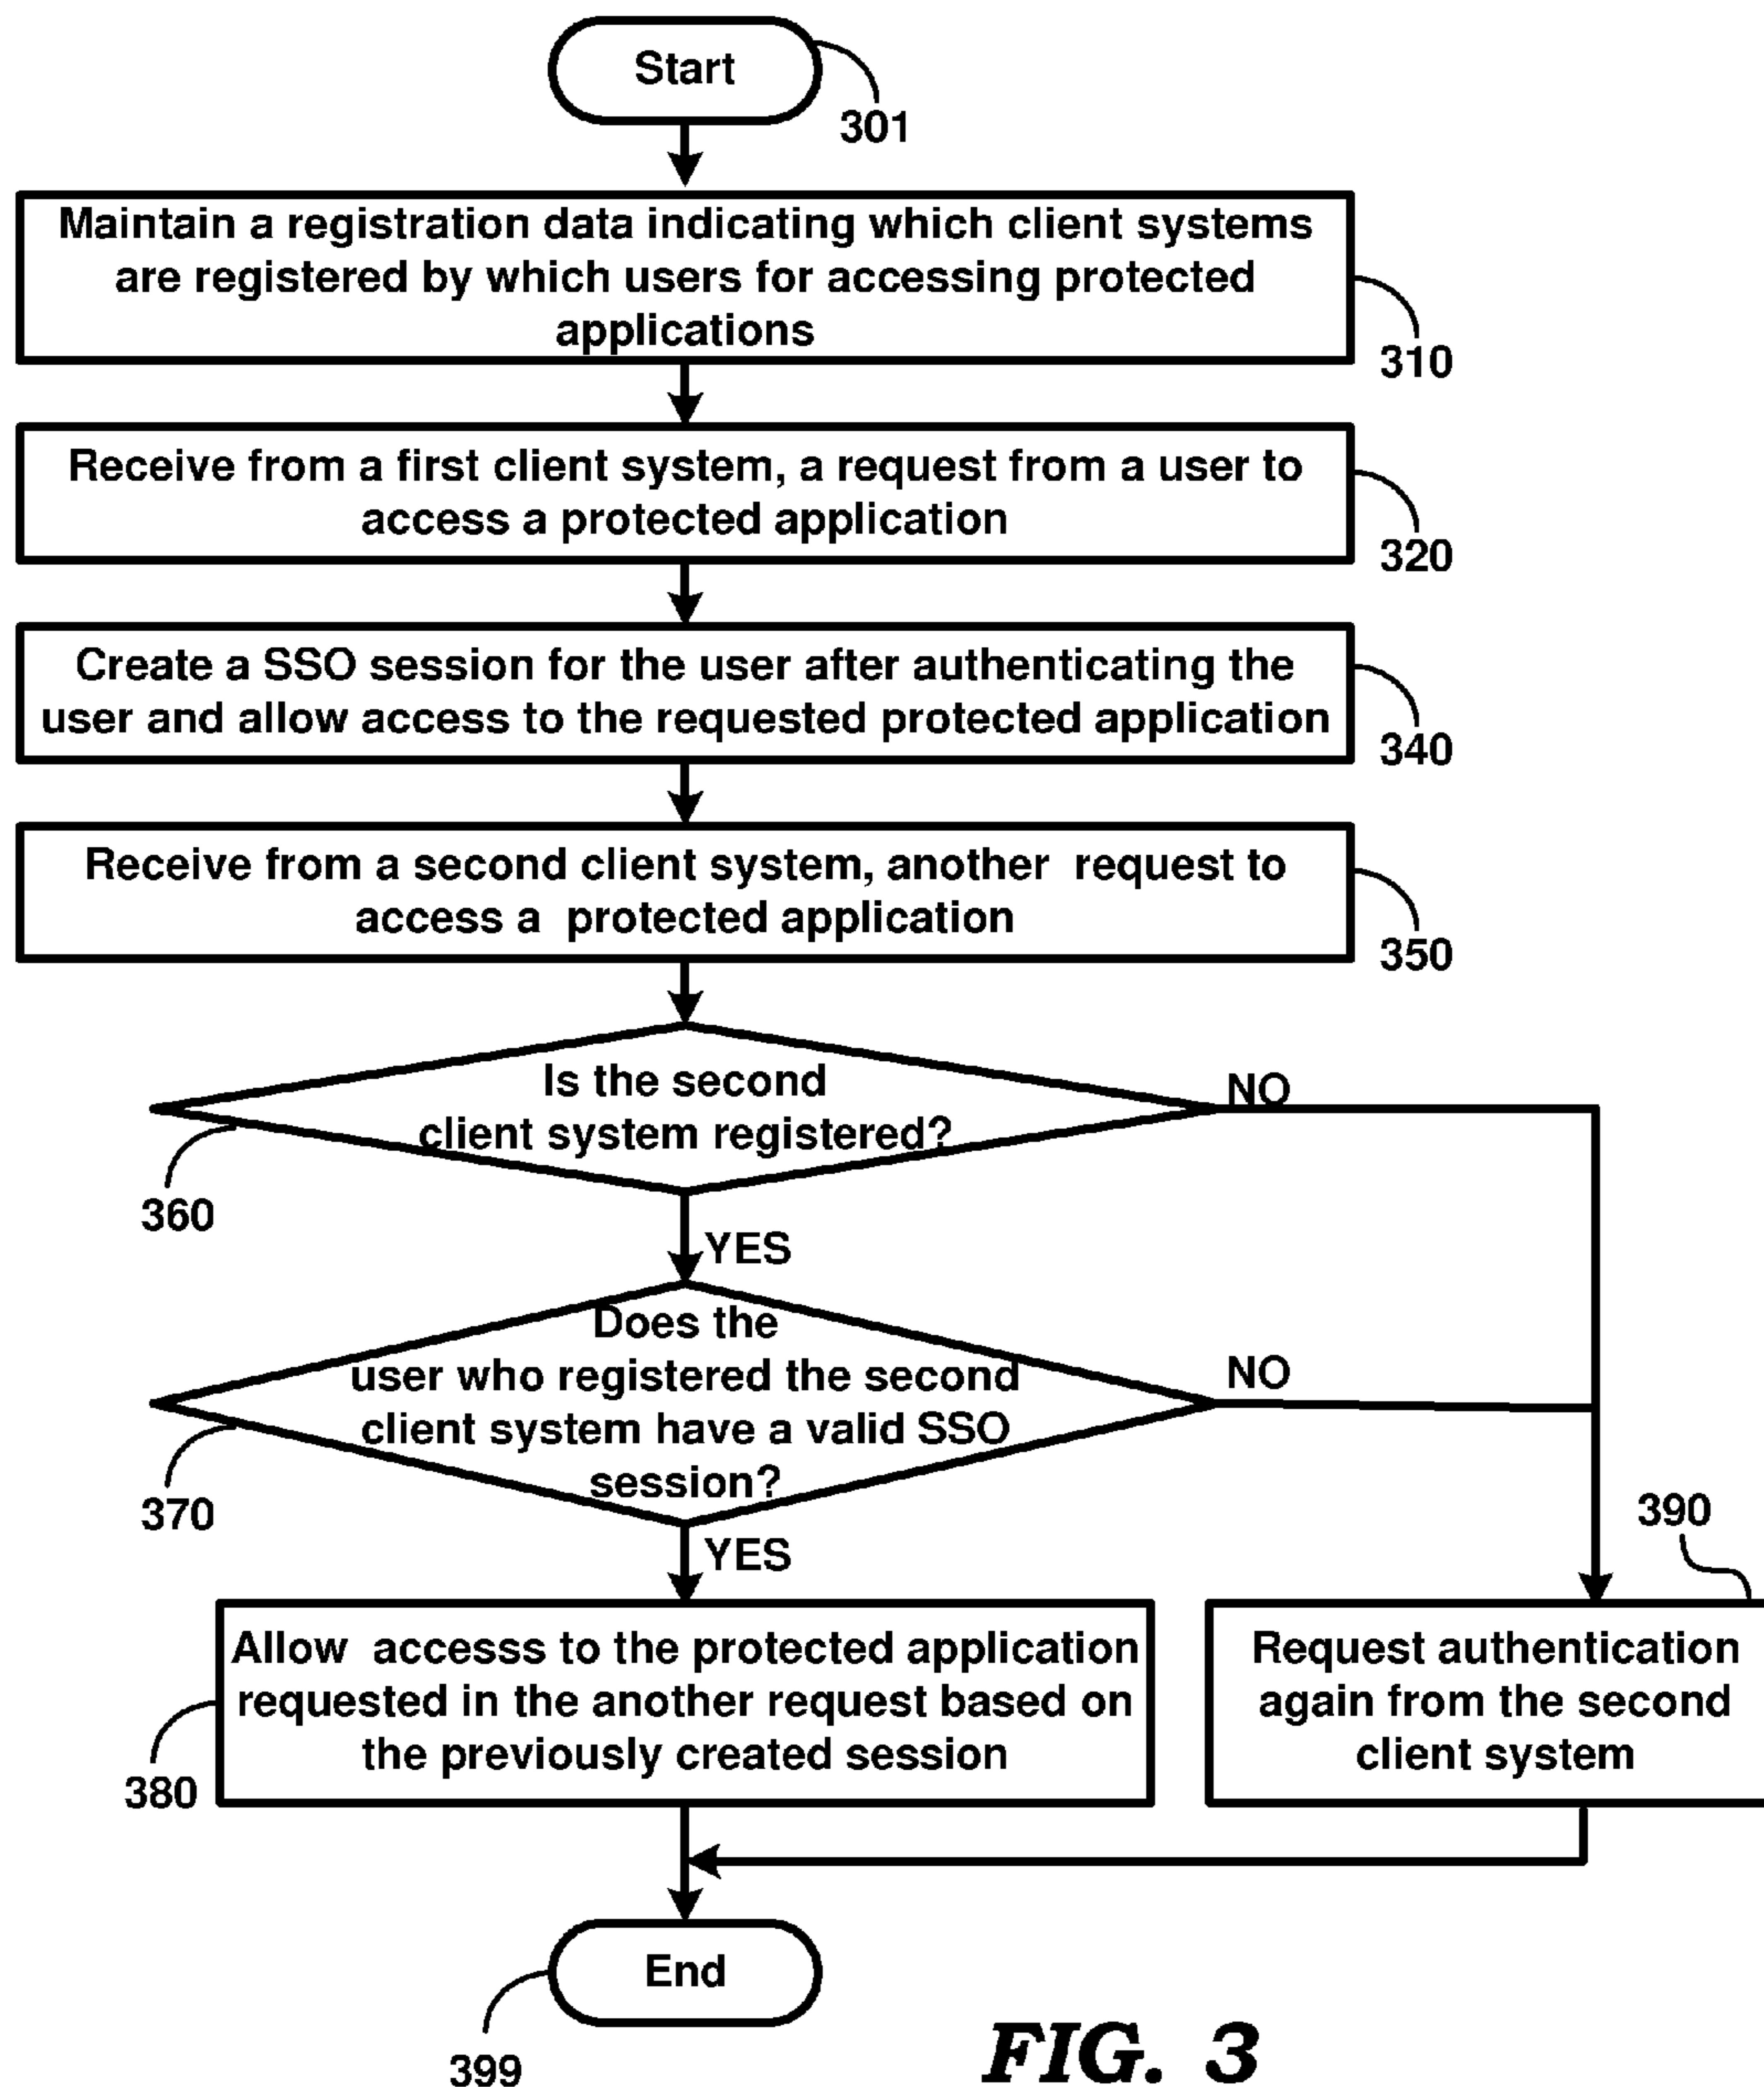 Start
301
Maintain a registration data indicating which client systems
are registered by which users for accessing protected
applications
310
Receive from a first client system, a request from a user to
access a protected application
320
Create a SSO session for the user after authenticating the
user and allow access to the requested protected application
340
Receive from a second client system, another request to
access a protected application
350
Is the second
client system registered?
NO
360
YES
Does the
user who registered the second
client system have a valid SSO
session?
NO
370
YES
390
Allow accesss to the protected application
requested in the another request based on
the previously created session
380
Request authentication
again from the second
client system
End
399
FIG. 3